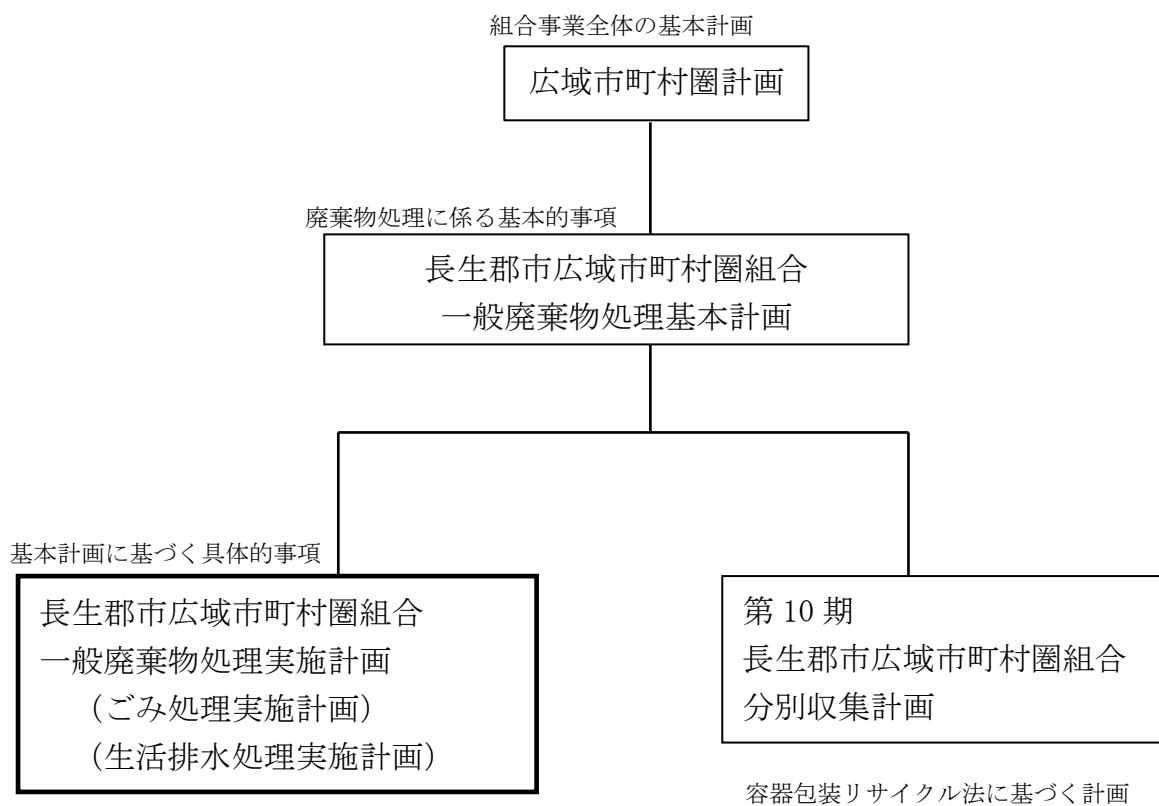 組合事業全体の基本計画
広域市町村圏計画
廃棄物処理に係る基本的事項
長生郡市広域市町村圏組合
一般廃棄物処理基本計画
基本計画に基づく具体的事項
長生郡市広域市町村圏組合
一般廃棄物処理実施計画
（ごみ処理実施計画）
（生活排水処理実施計画）
第 10 期
長生郡市広域市町村圏組合
分別収集計画
容器包装リサイクル法に基づく計画